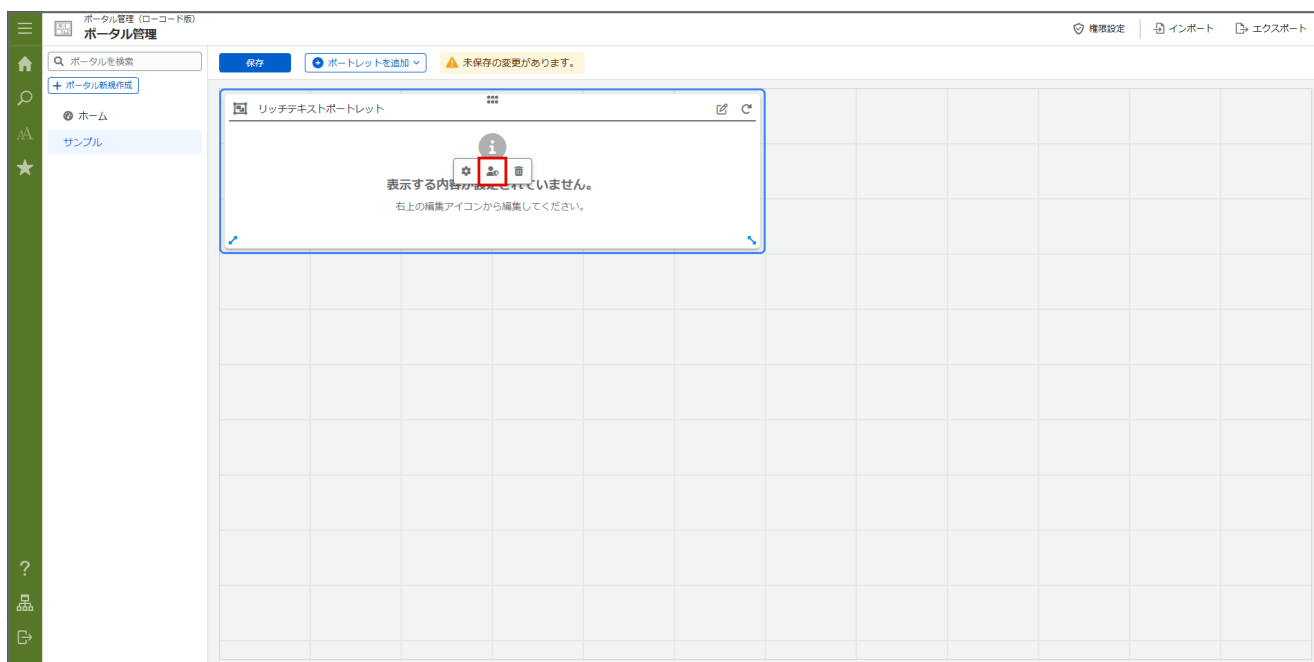 ポータル管理（ローコード版）
ポータル管理
権限設定
インポート
エクスポート
ポータルを検索
保存
ポートレットを追加
未保存の変更があります。
+ ポータル新規作成
ホーム
サンプル
リッチテキストポートレット
表示する内容が設定されていません。
右上の編集アイコンから編集してください。